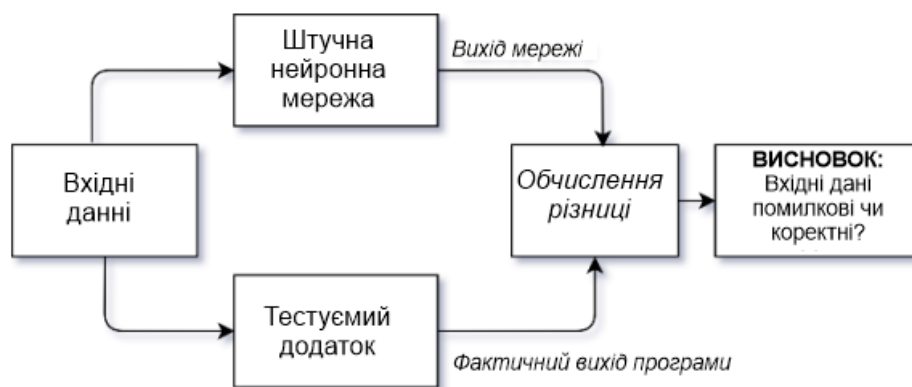 Штучна
нейронна
мережа
Вихід мережі
Вхідні
данні
Обчислення
різниці
ВИСНОВОК:
Вхідні дані
помилкові чи
коректні?
Тестуємий
додаток
Фактичний вихід програми